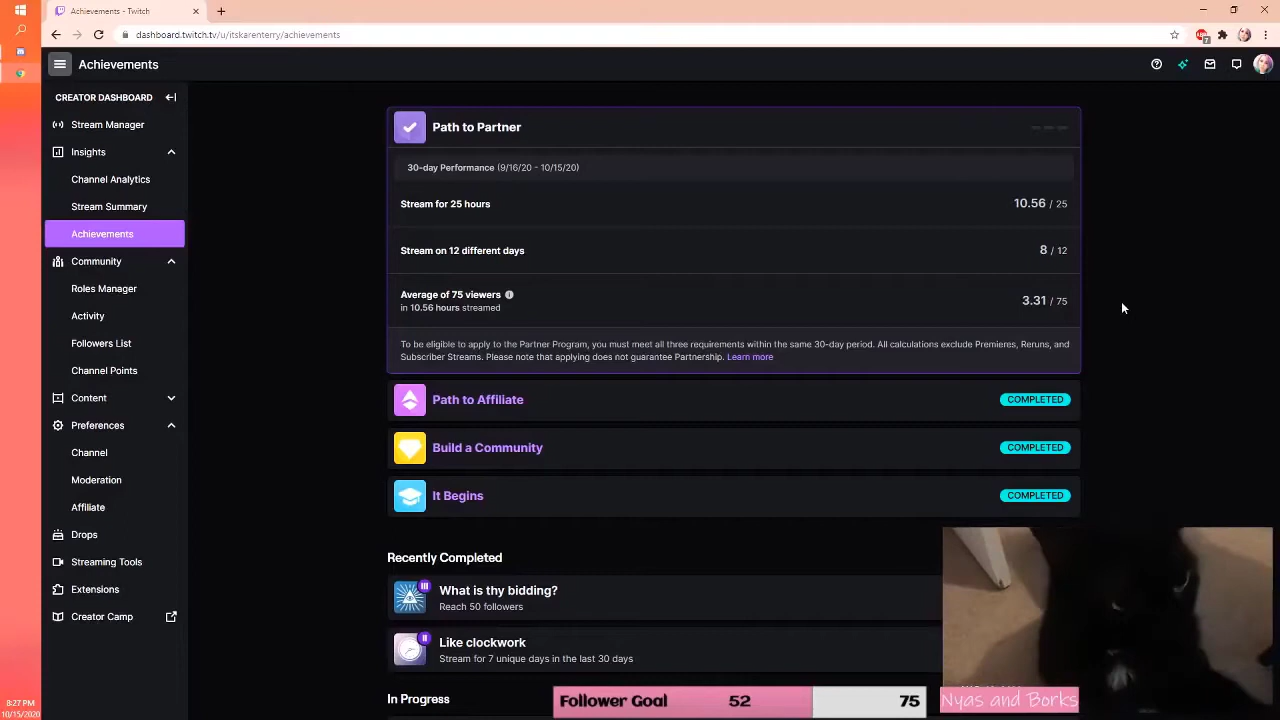 Achievements - Twitch
dashboard.twitch.tv/u/itskarenterry/achievements
7
Achievements
CREATOR DASHBOARD
Stream Manager
Insights
Channel Analytics
Stream Summary
Achievements
Community
Roles Manager
Activity
Followers List
Channel Points
Content
Preferences
Channel
Moderation
Affiliate
Drops
Streaming Tools
Extensions
Creator Camp
Path to Partner
30-day Performance (9/16/20 - 10/15/20)
Stream for 25 hours 10.56 / 25
Stream on 12 different days 8 / 12
Average of 75 viewers 3.31 / 75
in 10.56 hours streamed
To be eligible to apply to the Partner Program, you must meet all three requirements within the same 30-day period. All calculations exclude Premieres, Reruns, and
Subscriber Streams. Please note that applying does not guarantee Partnership. Learn more
Path to Affiliate COMPLETED
Build a Community COMPLETED
It Begins COMPLETED
Recently Completed
III
What is thy bidding?
Reach 50 followers
II
Like clockwork
Stream for 7 unique days in the last 30 days
In Progress
Follower Goal 52 75
Nyas and Borks
8:27 PM
10/15/2020